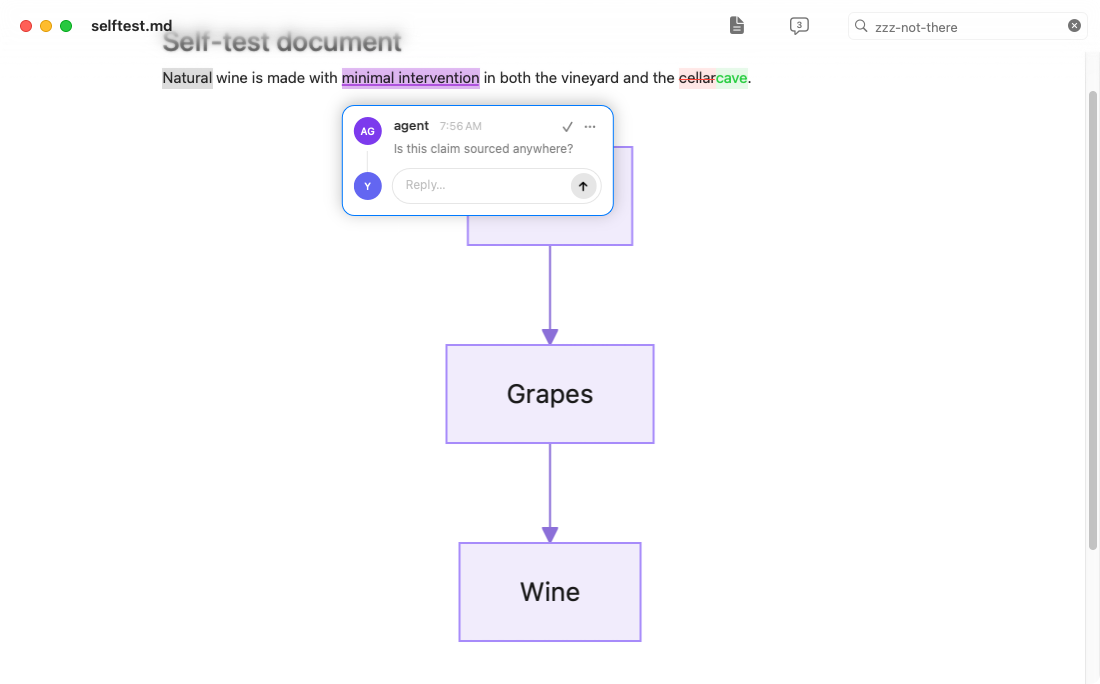 selftest.md
3
zzz-not-there
Self-test document
Natural wine is made with minimal intervention in both the vineyard and the cellarcave.
AG
agent 7:56 AM
Is this claim sourced anywhere?
Y
Reply...
Grapes
Wine